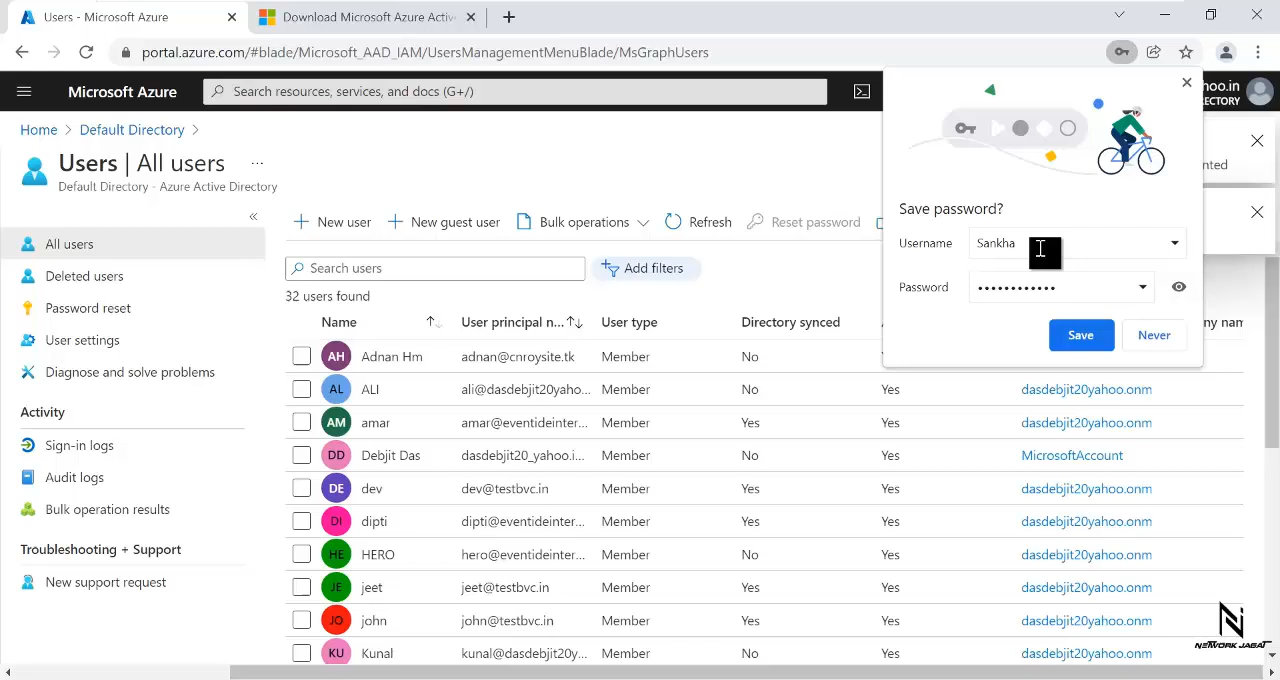 Users - Microsoft Azure
Download Microsoft Azure Activ
portal.azure.com/#blade/Microsoft_AAD_IAM/UsersManagementMenuBlade/MsGraphUsers
Microsoft Azure
Search resources, services, and docs (G+/)
hoo.in
ECTORY
Home > Default Directory >
Users | All users ...
Default Directory - Azure Active Directory
«
All users
Deleted users
Password reset
User settings
Diagnose and solve problems
Activity
Sign-in logs
Audit logs
Bulk operation results
Troubleshooting + Support
New support request
New user
New guest user
Bulk operations
Refresh
Reset password
Search users
Add filters
32 users found
Name User principal n... User type Directory synced ny nam
AH Adnan Hm adnan@cnroysite.tk Member No
AL ALI ali@dasdebjit20yaho... Member No Yes dasdebjit20yahoo.onm
AM amar amar@eventideinter... Member Yes Yes dasdebjit20yahoo.onm
DD Debjit Das dasdebjit20_yahoo.i... Member No Yes MicrosoftAccount
DE dev dev@testbvc.in Member Yes Yes dasdebjit20yahoo.onm
DI dipti dipti@eventideinter... Member Yes Yes dasdebjit20yahoo.onm
HE HERO hero@eventideinter... Member No Yes dasdebjit20yahoo.onm
JE jeet jeet@testbvc.in Member Yes Yes dasdebjit20yahoo.onm
JO john john@testbvc.in Member Yes Yes dasdebjit20yahoo.onm
KU Kunal kunal@dasdebjit20y... Member No Yes dasdebjit20yahoo.onm
Save password?
Username Sankha
Password ••••••••••••
Save Never
nted
NETWORK JAGAT